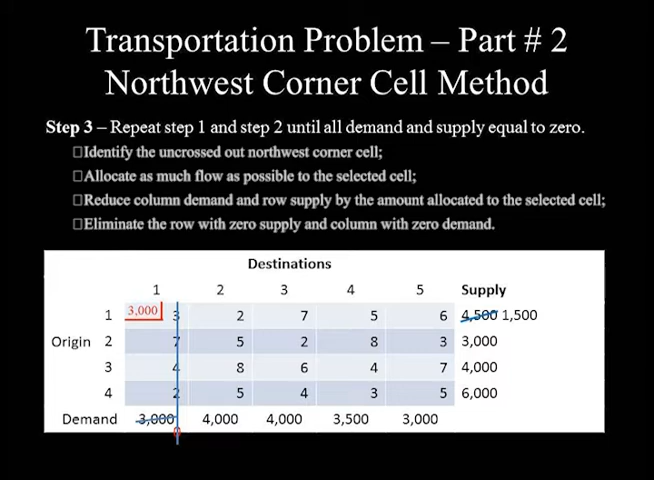 Transportation Problem – Part # 2
Northwest Corner Cell Method
Step 3 – Repeat step 1 and step 2 until all demand and supply equal to zero.
Identify the uncrossed out northwest corner cell;
Allocate as much flow as possible to the selected cell;
Reduce column demand and row supply by the amount allocated to the selected cell;
Eliminate the row with zero supply and column with zero demand.
Destinations
1 2 3 4 5 Supply
1 3,000 3 2 7 5 6 4,500 1,500
Origin 2 7 5 2 8 3 3,000
3 4 8 6 4 7 4,000
4 2 5 4 3 5 6,000
Demand 3,000 4,000 4,000 3,500 3,000
0